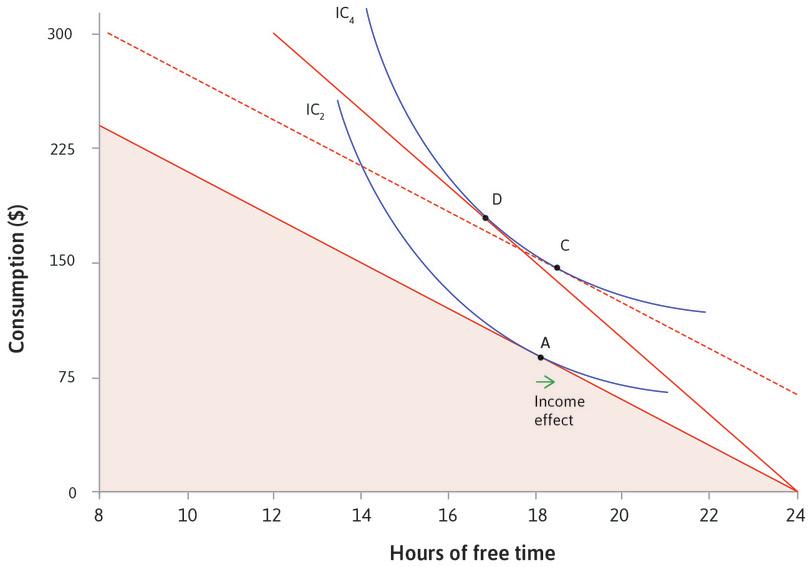 IC4
300
IC2
225
D
C
150
A
75
Income
effect
0
8 10 12 14 16 18 20 22 24
Consumption ($)
Hours of free time